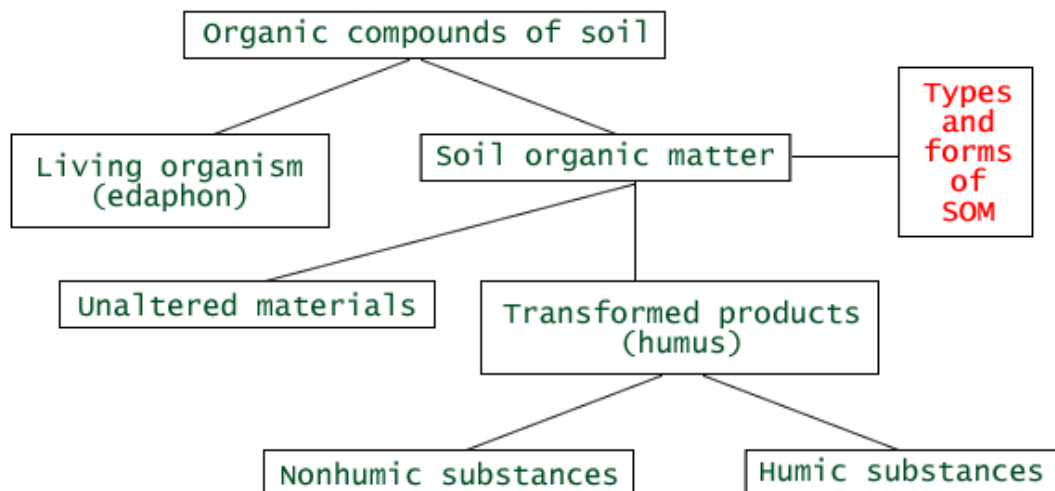 Organic compounds of soil
Types
and
forms
of
SOM
Living organism
(edaphon)
Soil organic matter
Unaltered materials
Transformed products
(humus)
Nonhumic substances
Humic substances